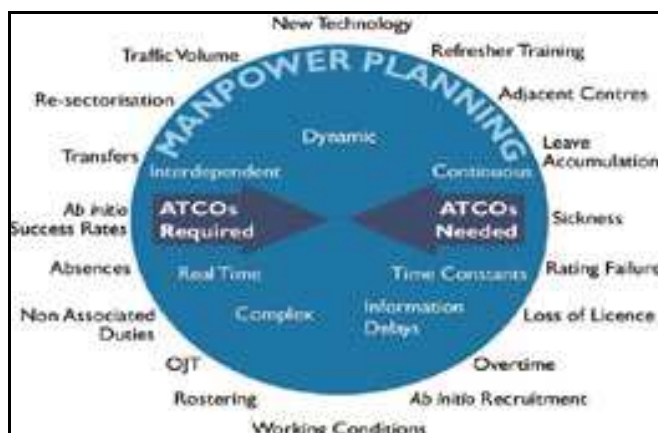 New Technology
Traffic Volume
Refresher Training
MANPOWER PLANNING
Re-sectorisation
Adjacent Centres
Dynamic
Transfers
Leave
Accumulation
Interdependent
Continuous
Ab initio
Success Rates
ATCOs
Required
ATCOs
Needed
Sickness
Absences
Real Time
Time Constants
Rating Failure
Non Associated
Duties
Complex
Information
Delays
Loss of Licence
OJT
Overtime
Rostering
Ab Initio Recruitment
Working Conditions